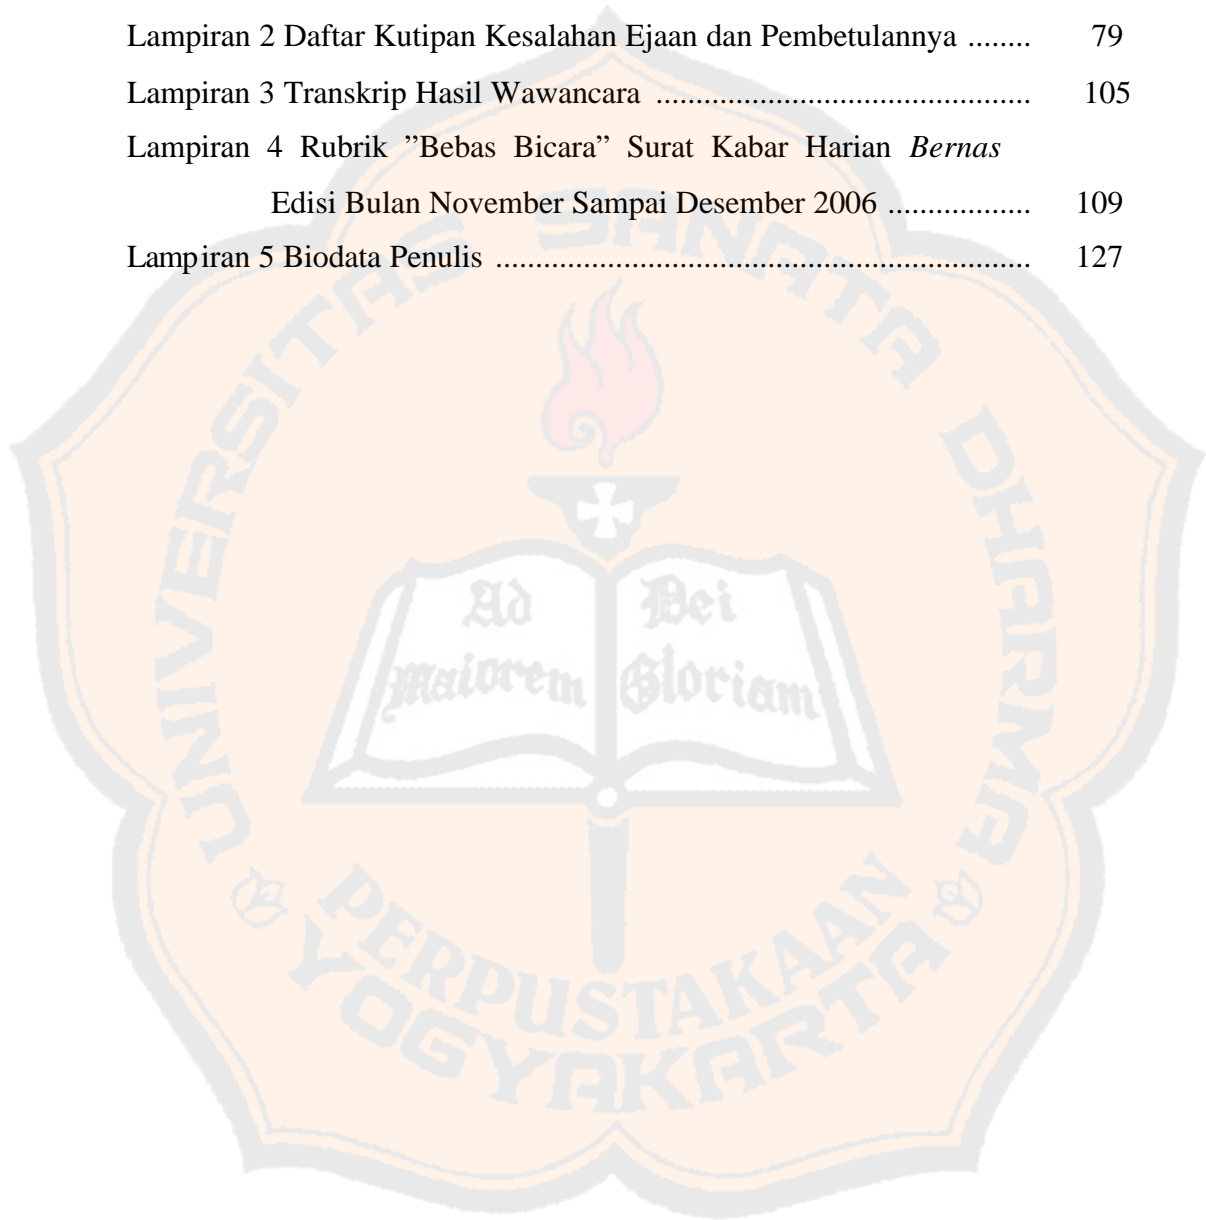 Lampiran 2 Daftar Kutipan Kesalahan Ejaan dan Pembetulannya ........ 79
Lampiran 3 Transkrip Hasil Wawancara ............................................... 105
Lampiran 4 Rubrik ”Bebas Bicara” Surat Kabar Harian Bernas
Edisi Bulan November Sampai Desember 2006 .................. 109
Lampiran 5 Biodata Penulis ................................................................... 127
UNIVERSITAS SANATA DHARMA
Ad Dei
Maiorem Gloriam
PERPUSTAKAAN
YOGYAKARTA